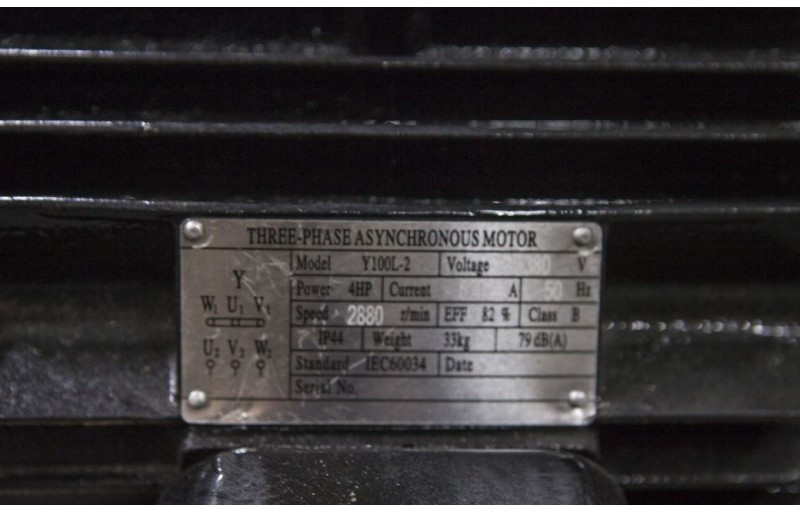 THREE-PHASE ASYNCHRONOUS MOTOR
Y
W₁ U₁ V₁
U₂ V₂ W₂
Model Y100L-2 Voltage 380 V
Power 4HP Current A 50 Hz
Speed 2880 r/min EFF 82 % Class B
IP44 Weight 33kg 79 dB(A)
Standard IEC60034 Date
Serial No.